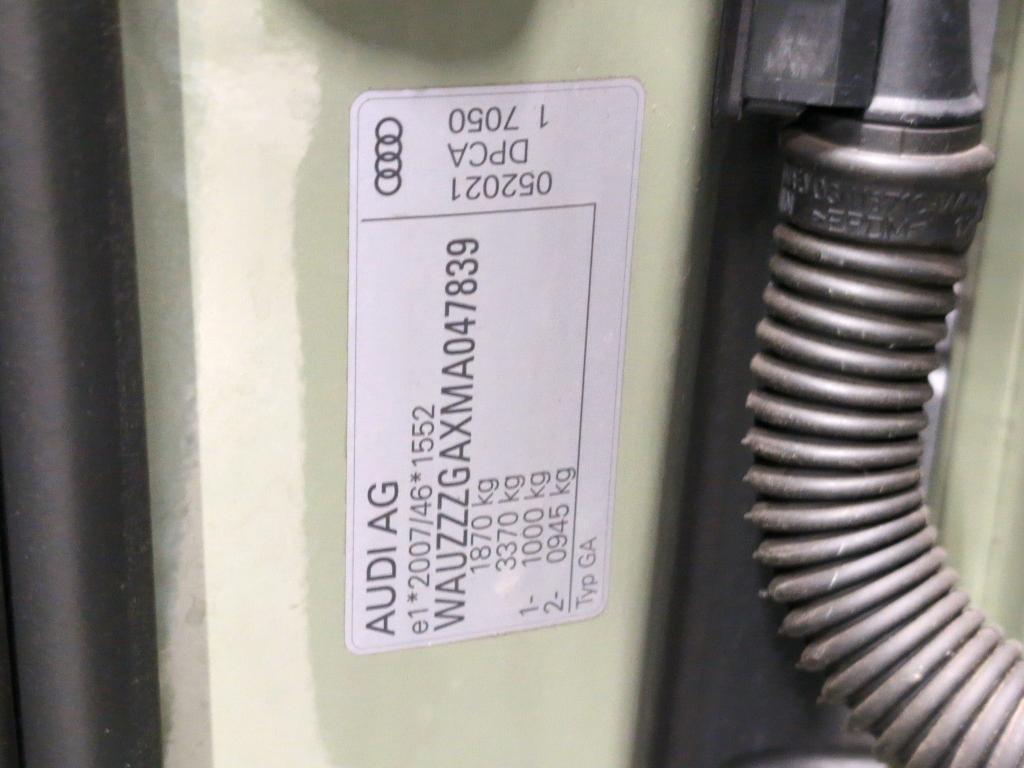 AUDI AG
e1*2007/46*1552
WAUZZZGAXMA047839
1870 kg
3370 kg
1- 1000 kg
2- 0945 kg
Typ GA
052021
DPCA
1 7050
>EPDM<